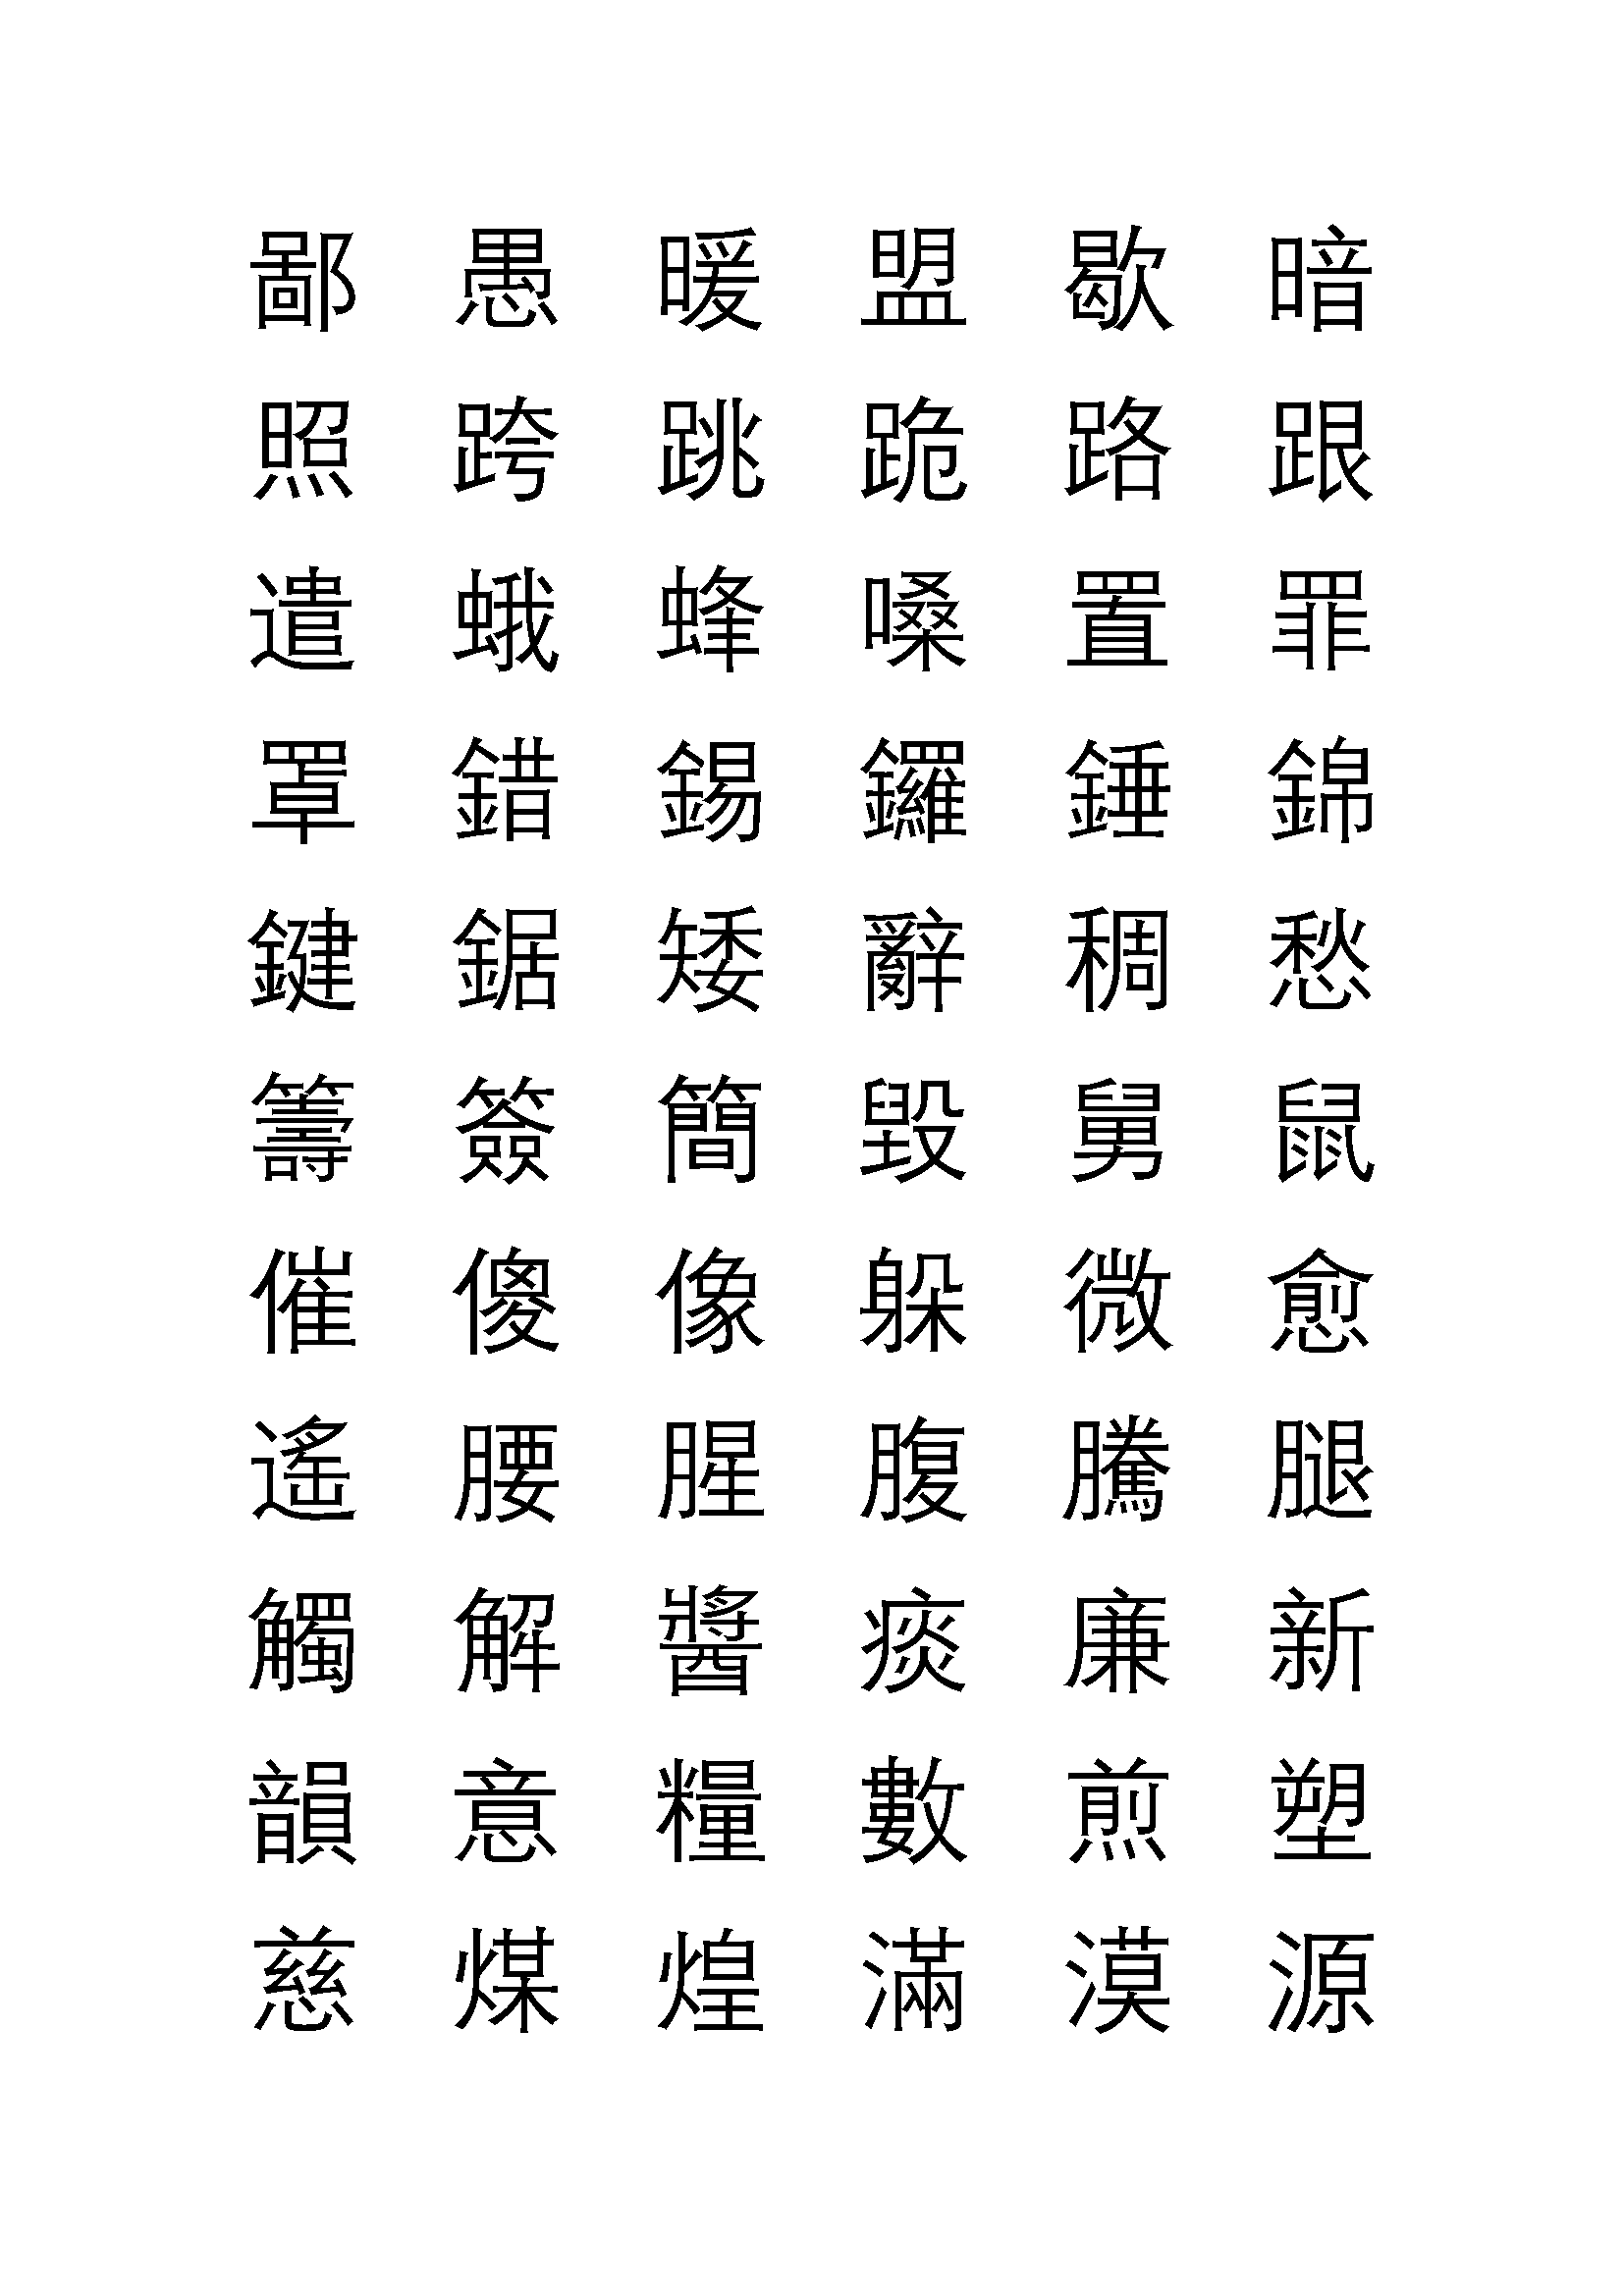 鄙 愚 暖 盟 歇 暗
照 跨 跳 跪 路 跟
遣 蛾 蜂 嗓 置 罪
罩 錯 錫 鑼 錘 錦
鍵 鋸 矮 辭 稠 愁
籌 簽 簡 毀 舅 鼠
催 傻 像 躲 微 愈
遙 腰 腥 腹 騰 腿
觸 解 醬 痰 廉 新
韻 意 糧 數 煎 塑
慈 煤 煌 滿 漠 源